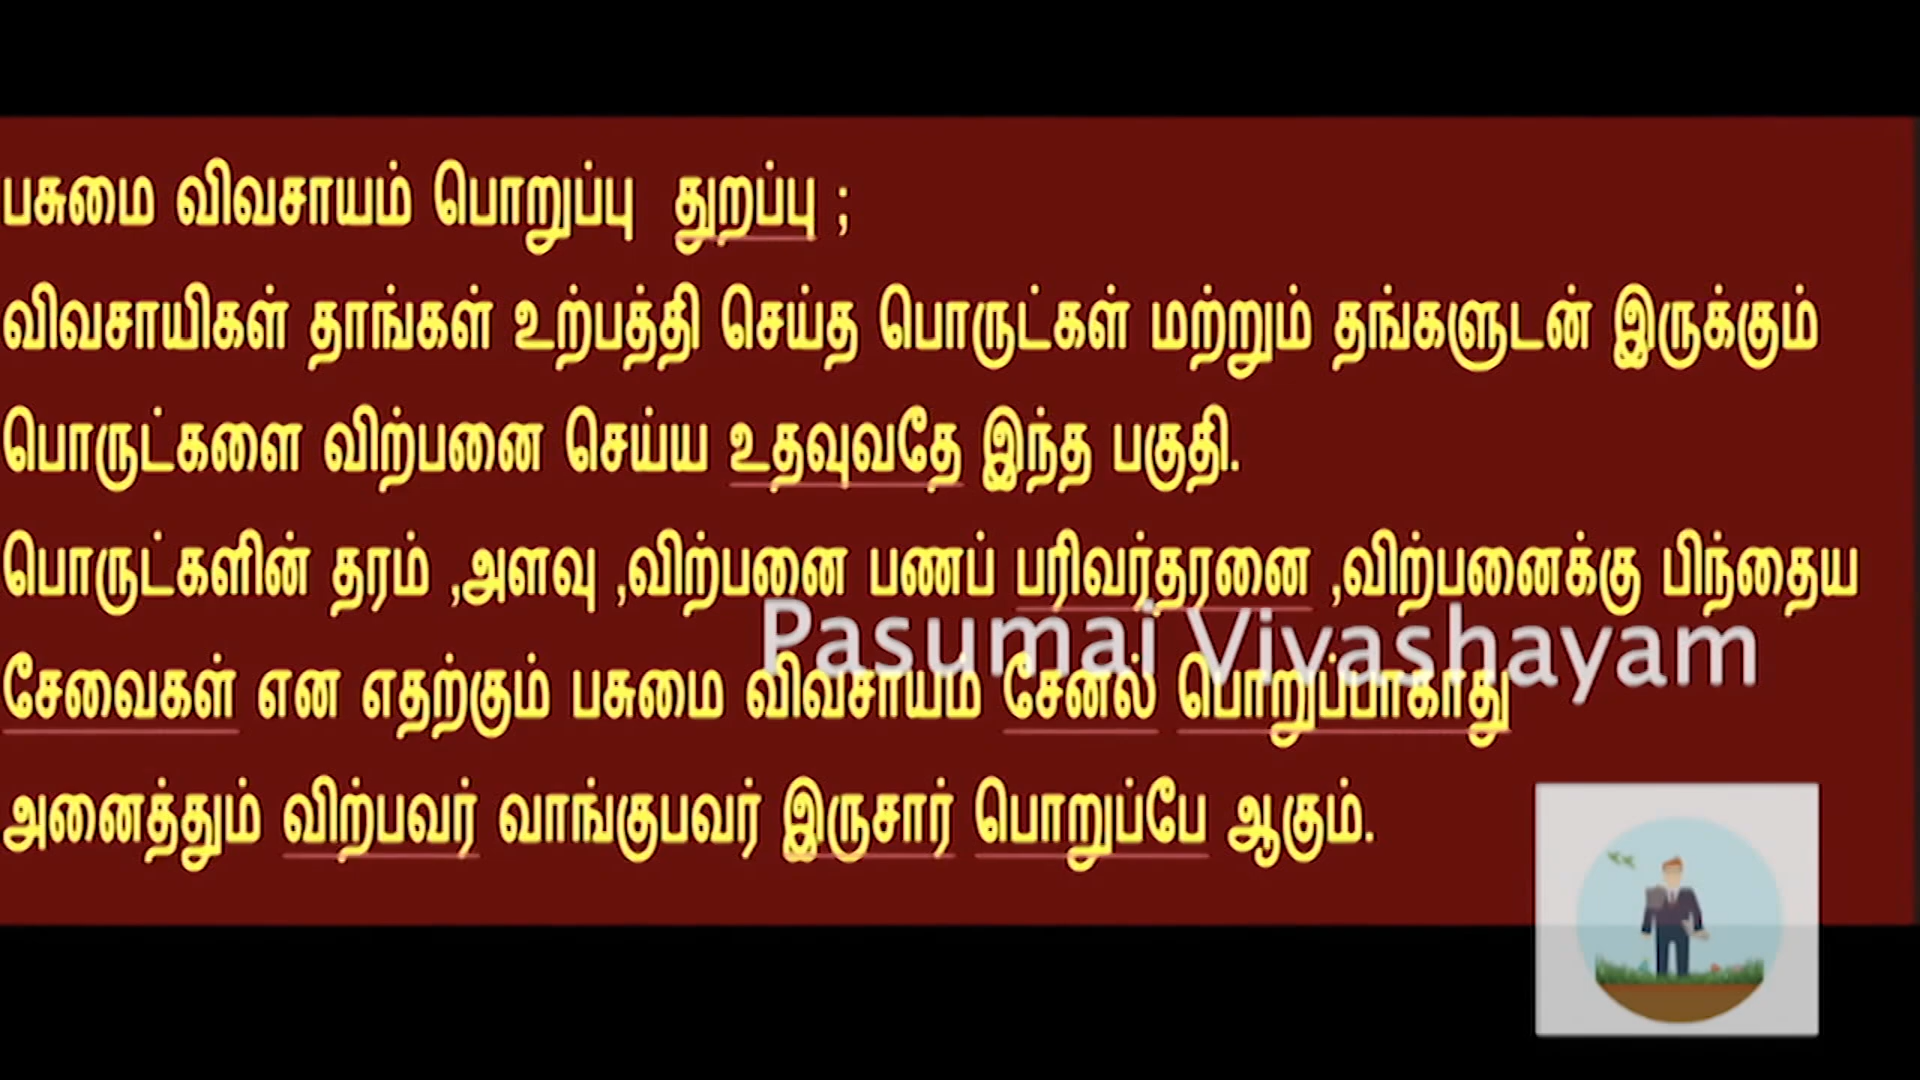 பசுமை விவசாயம் பொறுப்பு துறப்பு ;
விவசாயிகள் தாங்கள் உற்பத்தி செய்த பொருட்கள் மற்றும் தங்களுடன் இருக்கும்
பொருட்களை விற்பனை செய்ய உதவுவதே இந்த பகுதி.
பொருட்களின் தரம் ,அளவு ,விற்பனை பணப் பரிவர்தரனை ,விற்பனைக்கு பிந்தைய
Pasumai Vivashayam
சேவைகள் என எதற்கும் பசுமை விவசாயம் சேனல் பொறுப்பாகாது
அனைத்தும் விற்பவர் வாங்குபவர் இருசார் பொறுப்பே ஆகும்.